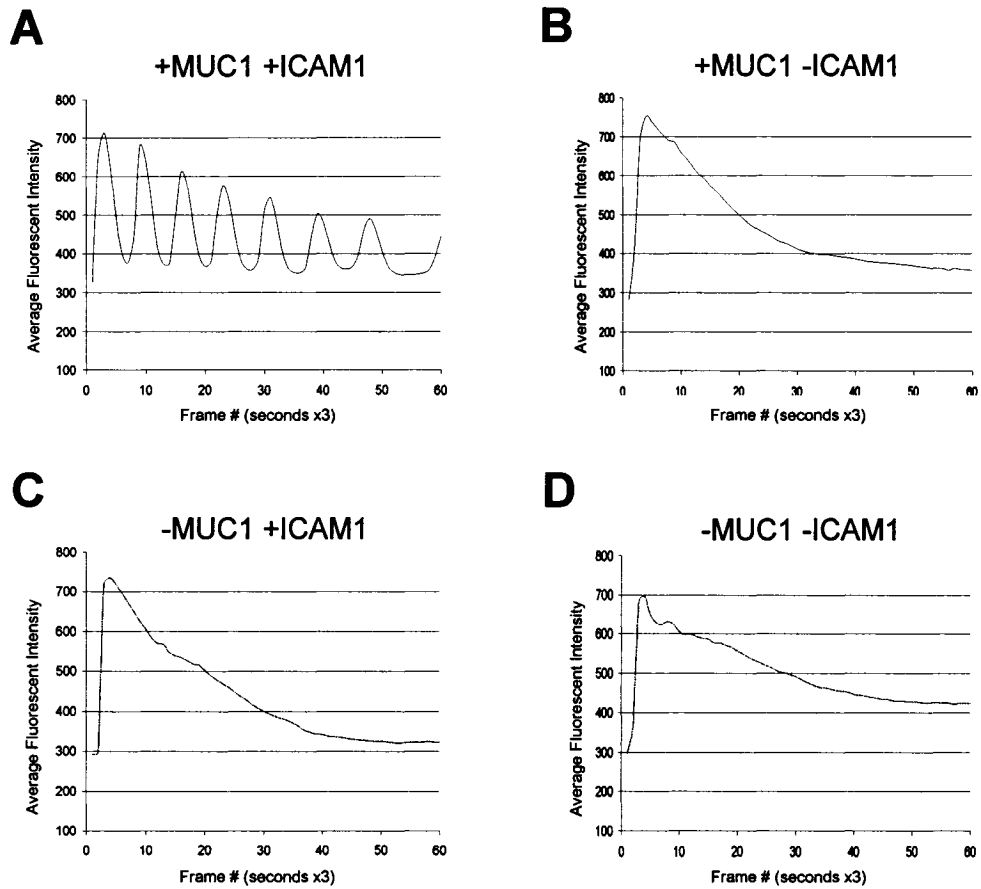 A
+MUC1 +ICAM1
Average Fluorescent Intensity
800
700
600
500
400
300
200
100
0 10 20 30 40 50 60
Frame # (seconds x3)
B
+MUC1 -ICAM1
Average Fluorescent Intensity
800
700
600
500
400
300
200
100
0 10 20 30 40 50 60
Frame # (seconds x3)
C
-MUC1 +ICAM1
Average Fluorescent Intensity
800
700
600
500
400
300
200
100
0 10 20 30 40 50 60
Frame # (seconds x3)
D
-MUC1 -ICAM1
Average Fluorescent Intensity
800
700
600
500
400
300
200
100
0 10 20 30 40 50 60
Frame # (seconds x3)